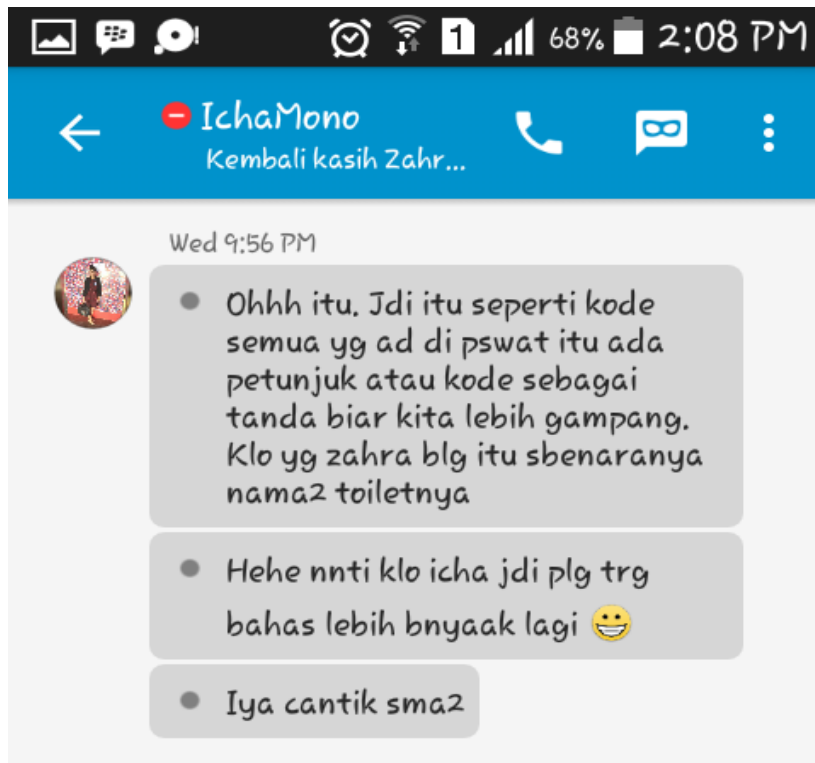 1 68% 2:08 PM
IchaMono
Kembali kasih Zahr...
Wed 9:56 PM
Ohhh itu. Jdi itu seperti kode
semua yg ad di pswat itu ada
petunjuk atau kode sebagai
tanda biar kita lebih gampang.
Klo yg zahra blg itu sbenaranya
nama2 toiletnya
Hehe nnti klo icha jdi plg trg
bahas lebih bnyaak lagi 😀
Iya cantik sma2